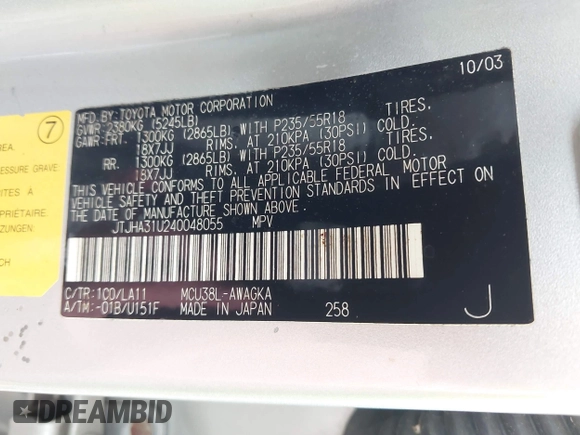 10/03
MFD.BY: TOYOTA MOTOR CORPORATION
GVWR: 2380KG (5245LB)
GAWR:FRT. 1300KG (2865LB) WITH P235/55R18 TIRES.
18X7JJ RIMS. AT 210KPA (30PSI) COLD.
RR. 1300KG (2865LB) WITH P235/55R18 TIRES.
18X7JJ RIMS. AT 210KPA (30PSI) COLD.
THIS VEHICLE CONFORMS TO ALL APPLICABLE FEDERAL MOTOR
VEHICLE SAFETY AND THEFT PREVENTION STANDARDS IN EFFECT ON
THE DATE OF MANUFACTURE SHOWN ABOVE.
JTJHA31U240048055 MPV
C/TR: 1C0/LA11 MCU38L-AWAGKA
A/TM: -01B/U151F MADE IN JAPAN 258 J
7
REA
PRESSURE GRAVE
ITES À
PRIÉTAIRE.
CH
DREAMBID